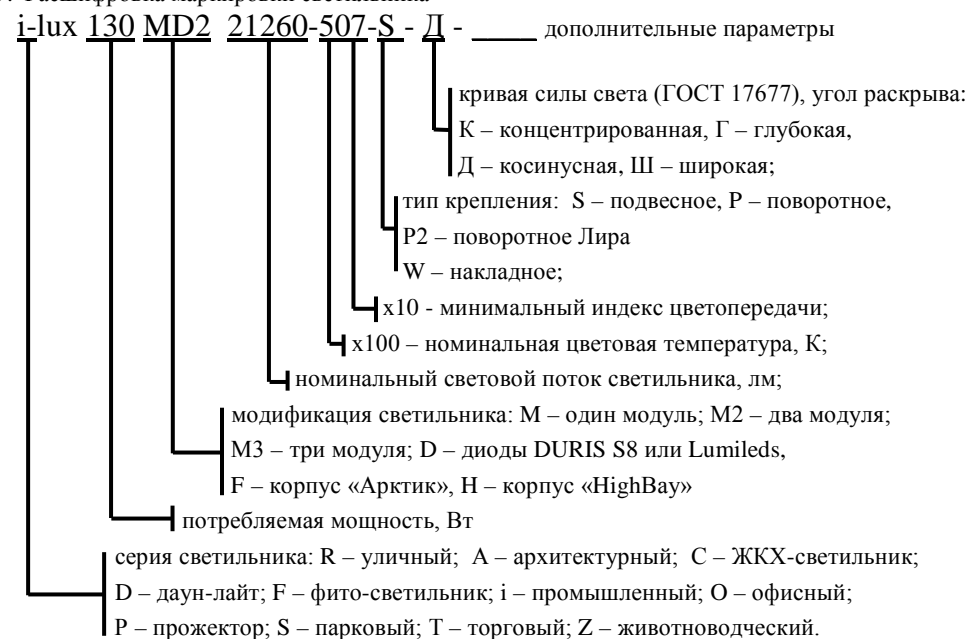 Расшифровка маркировки светильника
i-lux 130 MD2 21260-507-S - Д - ______ дополнительные параметры
кривая силы света (ГОСТ 17677), угол раскрыва:
К – концентрированная, Г – глубокая,
Д – косинусная, Ш – широкая;
тип крепления: S – подвесное, P – поворотное,
P2 – поворотное Лира
W – накладное;
x10 - минимальный индекс цветопередачи;
x100 – номинальная цветовая температура, К;
номинальный световой поток светильника, лм;
модификация светильника: M – один модуль; M2 – два модуля;
M3 – три модуля; D – диоды DURIS S8 или Lumileds,
F – корпус «Арктик», H – корпус «HighBay»
потребляемая мощность, Вт
серия светильника: R – уличный; A – архитектурный; C – ЖКХ-светильник;
D – даун-лайт; F – фито-светильник; i – промышленный; O – офисный;
P – прожектор; S – парковый; T – торговый; Z – животноводческий.